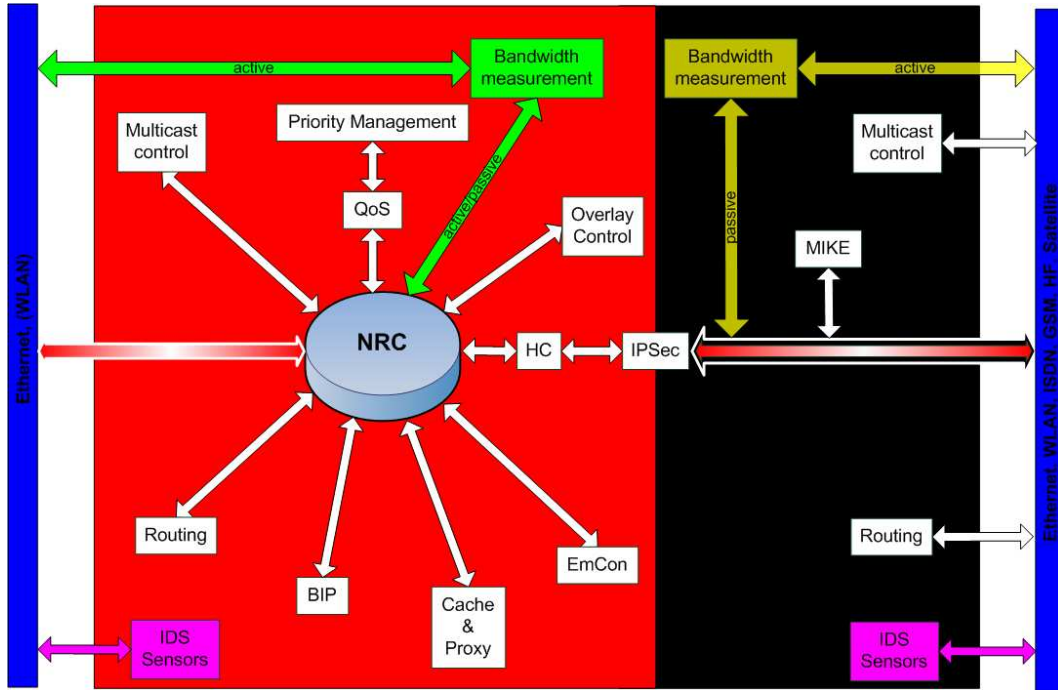 Ethernet, (WLAN)
active
Bandwidth
measurement
Bandwidth
measurement
active
Multicast
control
Priority Management
QoS
active/passive
Overlay
Control
passive
Multicast
control
MIKE
NRC
HC
IPSec
Routing
BIP
Cache
&
Proxy
EmCon
Routing
IDS
Sensors
IDS
Sensors
Ethernet, WLAN, ISDN, GSM, HF, Satellite